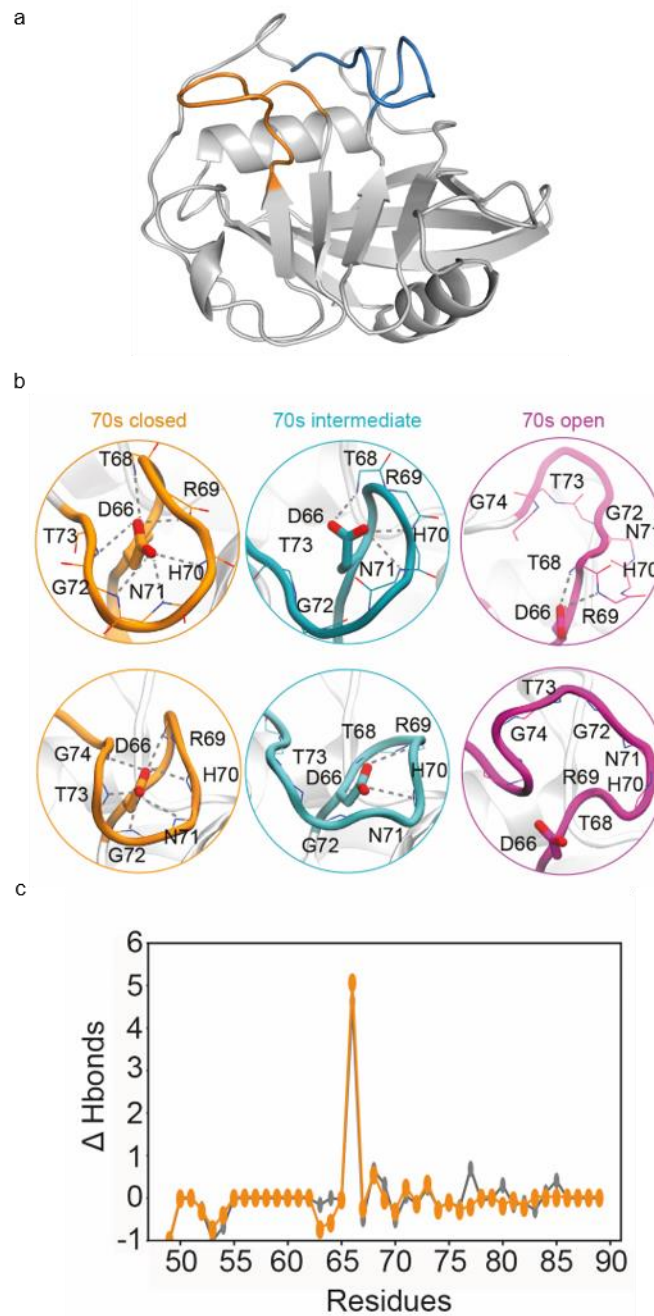 a
b
70s closed
70s intermediate
70s open
T68
R69
D66
T73
H70
N71
G72
T68
R69
D66
H70
T73
N71
G72
T73
G74
G72
N71
T68
H70
D66
R69
R69
D66
G74
H70
T73
N71
G72
R69
T68
T73
H70
D66
N71
G72
T73
G74
G72
N71
R69
H70
T68
D66
c
6
5
4
3
2
1
0
-1
Δ Hbonds
50 55 60 65 70 75 80 85 90
Residues